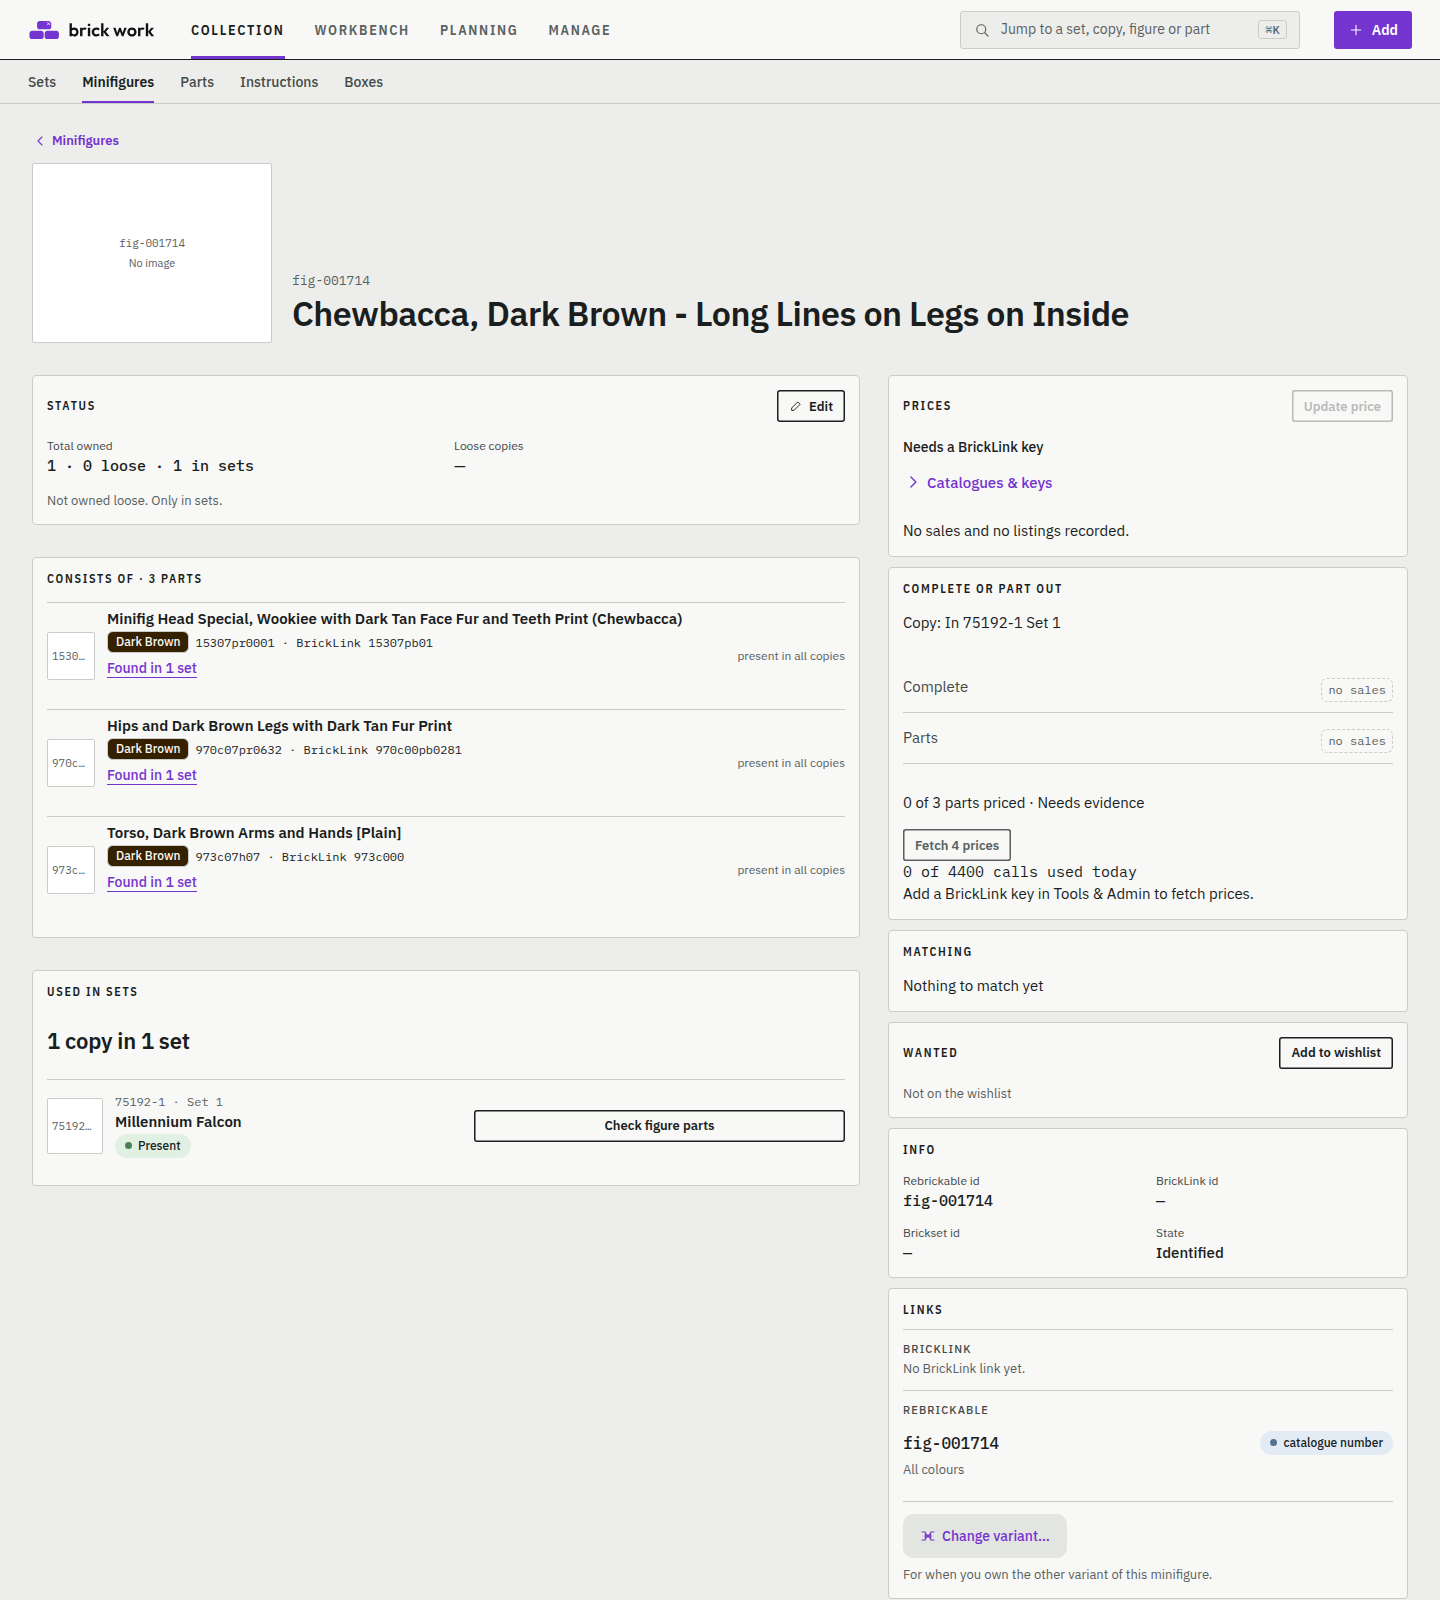 brick work
COLLECTION
WORKBENCH
PLANNING
MANAGE
Jump to a set, copy, figure or part
⌘K
+ Add
Sets
Minifigures
Parts
Instructions
Boxes
Minifigures
fig-001714
No image
fig-001714
Chewbacca, Dark Brown - Long Lines on Legs on Inside
STATUS
Edit
Total owned
1 · 0 loose · 1 in sets
Loose copies
—
Not owned loose. Only in sets.
CONSISTS OF · 3 PARTS
1530…
Minifig Head Special, Wookiee with Dark Tan Face Fur and Teeth Print (Chewbacca)
Dark Brown 15307pr0001 · BrickLink 15307pb01
Found in 1 set
present in all copies
970c…
Hips and Dark Brown Legs with Dark Tan Fur Print
Dark Brown 970c07pr0632 · BrickLink 970c00pb0281
Found in 1 set
present in all copies
973c…
Torso, Dark Brown Arms and Hands [Plain]
Dark Brown 973c07h07 · BrickLink 973c000
Found in 1 set
present in all copies
USED IN SETS
1 copy in 1 set
75192…
75192-1 · Set 1
Millennium Falcon
Present
Check figure parts
PRICES
Update price
Needs a BrickLink key
Catalogues & keys
No sales and no listings recorded.
COMPLETE OR PART OUT
Copy: In 75192-1 Set 1
Complete
no sales
Parts
no sales
0 of 3 parts priced · Needs evidence
Fetch 4 prices
0 of 4400 calls used today
Add a BrickLink key in Tools & Admin to fetch prices.
MATCHING
Nothing to match yet
WANTED
Add to wishlist
Not on the wishlist
INFO
Rebrickable id
fig-001714
BrickLink id
—
Brickset id
—
State
Identified
LINKS
BRICKLINK
No BrickLink link yet.
REBRICKABLE
fig-001714
catalogue number
All colours
Change variant…
For when you own the other variant of this minifigure.